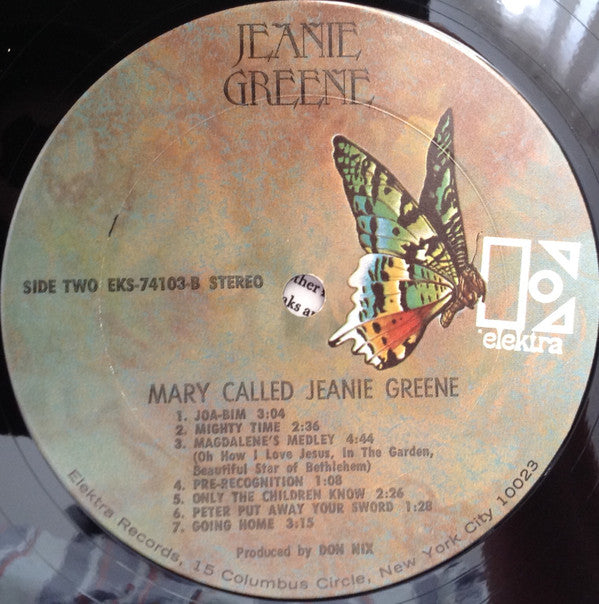 JEANIE
GREENE
SIDE TWO EKS-74103-B STEREO
ther
ks a
elektra
MARY CALLED JEANIE GREENE
1. JOA-BIM 3:04
2. MIGHTY TIME 2:36
3. MAGDALENE'S MEDLEY 4:44
(Oh How I Love Jesus, In The Garden,
Beautiful Star of Bethlehem)
4. PRE-RECOGNITION 1:08
5. ONLY THE CHILDREN KNOW 2:26
6. PETER PUT AWAY YOUR SWORD 1:28
7. GOING HOME 3:15
Produced by DON NIX
Elektra Records, 15 Columbus Circle, New York City 10023